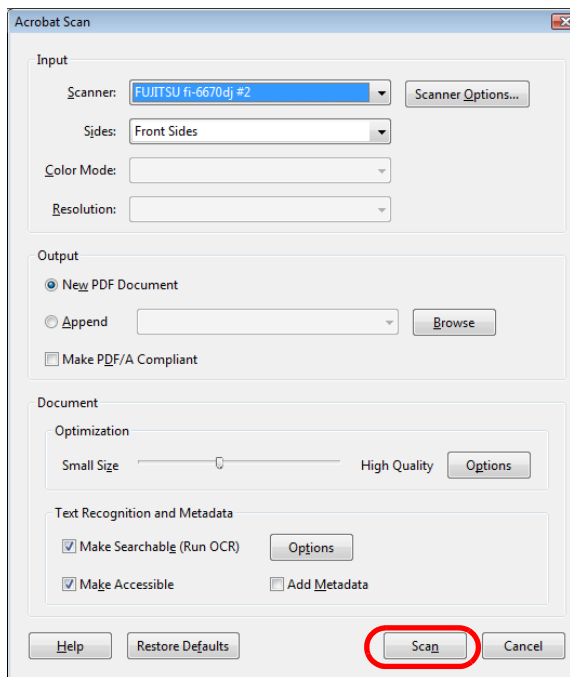 Acrobat Scan
Input
Scanner: FUJITSU fi-6670dj #2 Scanner Options...
Sides: Front Sides
Color Mode:
Resolution:
Output
New PDF Document
Append Browse
Make PDF/A Compliant
Document
Optimization
Small Size High Quality Options
Text Recognition and Metadata
Make Searchable (Run OCR) Options
Make Accessible Add Metadata
Help Restore Defaults Scan Cancel